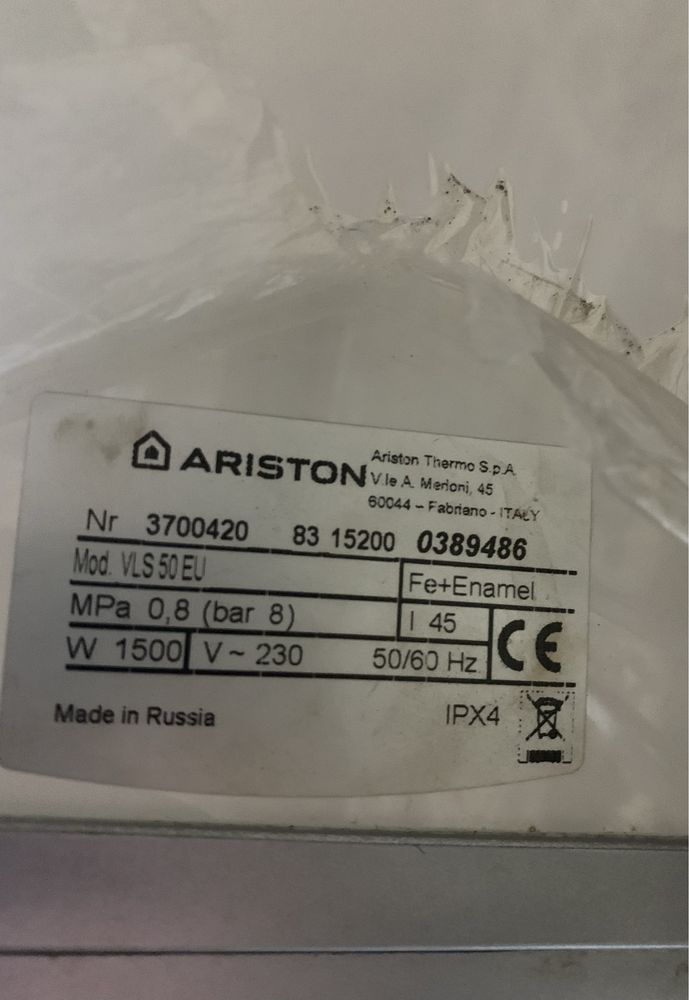 ARISTON
Ariston Thermo S.p.A.
V.le A. Merloni, 45
60044 – Fabriano - ITALY
Nr 3700420 83 15200 0389486
Mod. VLS 50 EU
Fe+Enamel
MPa 0,8 (bar 8)
l 45
CE
W 1500 V ~ 230 50/60 Hz
Made in Russia
IPX4